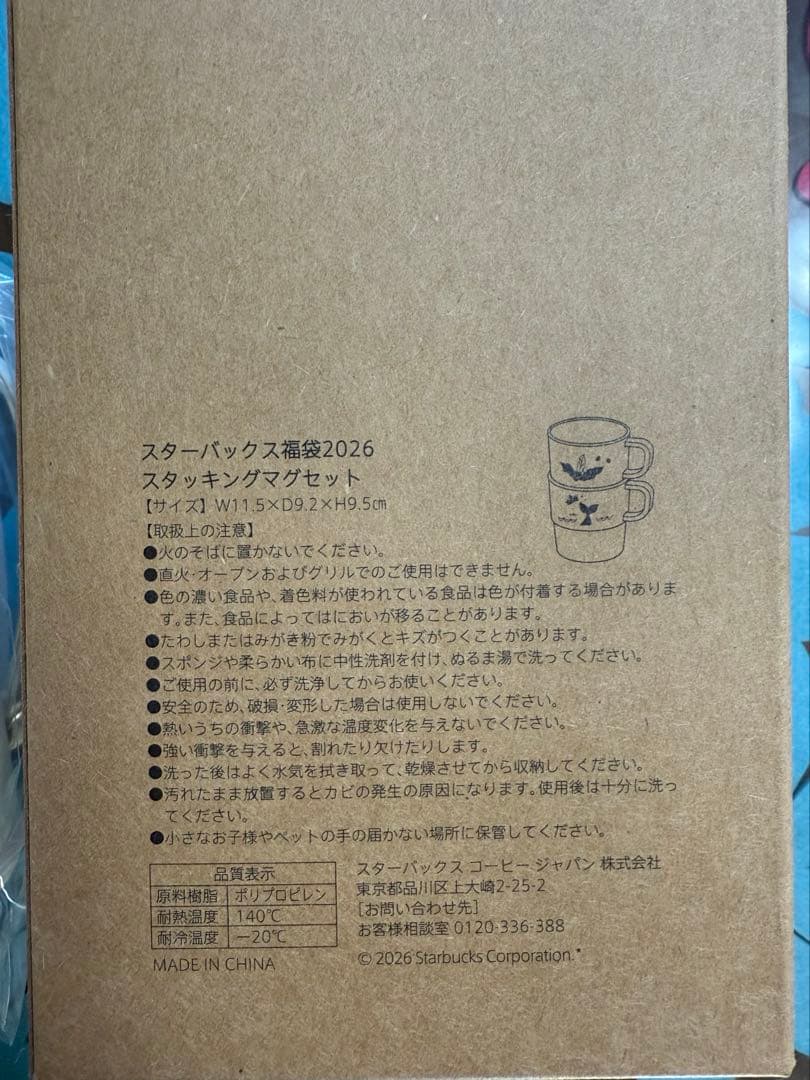 スターバックス福袋2026
スタッキングマグセット
【サイズ】W11.5×D9.2×H9.5㎝
【取扱上の注意】
●火のそばに置かないでください。
●直火・オーブンおよびグリルでのご使用はできません。
●色の濃い食品や、着色料が使われている食品は色が付着する場合がありま
す。また、食品によってはにおいが移ることがあります。
●たわしまたはみがき粉でみがくとキズがつくことがあります。
●スポンジや柔らかい布に中性洗剤を付け、ぬるま湯で洗ってください。
●ご使用の前に、必ず洗浄してからお使いください。
●安全のため、破損・変形した場合は使用しないでください。
●熱いうちの衝撃や、急激な温度変化を与えないでください。
●強い衝撃を与えると、割れたり欠けたりします。
●洗った後はよく水気を拭き取って、乾燥させてから収納してください。
●汚れたまま放置するとカビの発生の原因になります。使用後は十分に洗っ
てください。
●小さなお子様やペットの手の届かない場所に保管してください。
品質表示
原料樹脂 ポリプロピレン
耐熱温度 140℃
耐冷温度 －20℃
MADE IN CHINA
スターバックス コーヒー ジャパン 株式会社
東京都品川区上大崎2-25-2
［お問い合わせ先］
お客様相談室 0120-336-388
© 2026 Starbucks Corporation.*